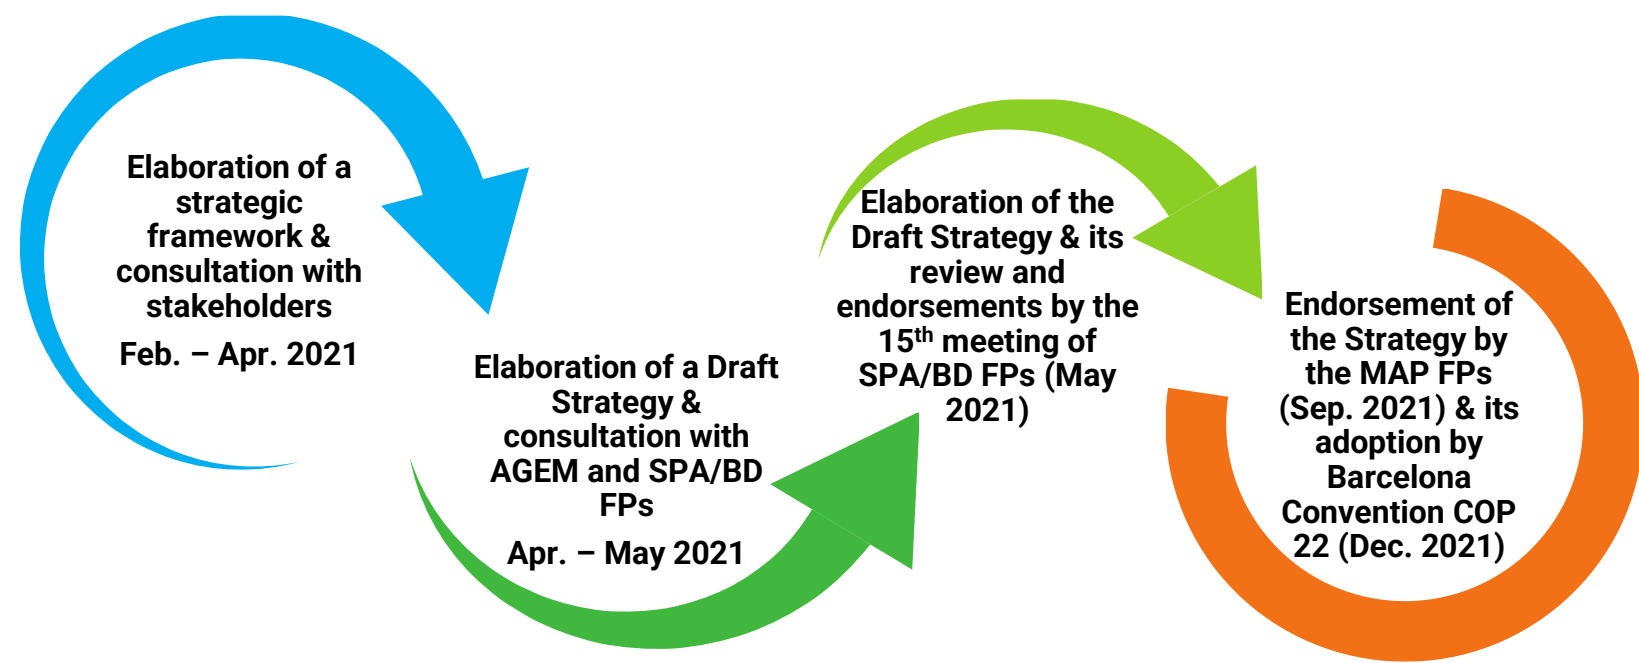 Elaboration of a
strategic
framework &
consultation with
stakeholders
Feb. – Apr. 2021
Elaboration of a Draft
Strategy &
consultation with
AGEM and SPA/BD
FPs
Apr. – May 2021
Elaboration of the
Draft Strategy & its
review and
endorsements by the
15th meeting of
SPA/BD FPs (May
2021)
Endorsement of
the Strategy by
the MAP FPs
(Sep. 2021) & its
adoption by
Barcelona
Convention COP
22 (Dec. 2021)